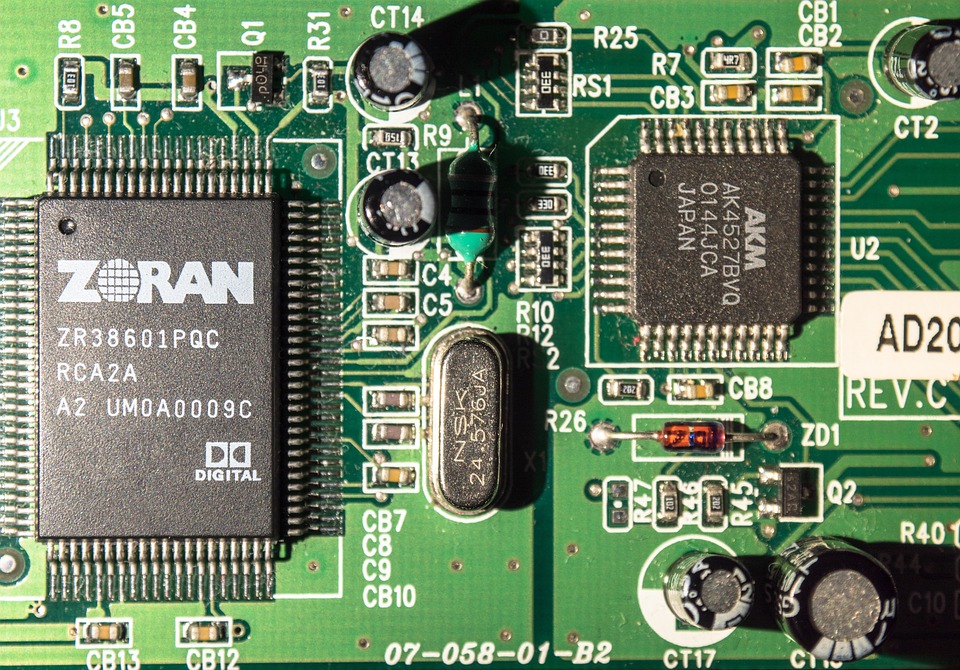 R8
CB5
CB4
Q1
R31
CT14
R25
CB1
CB2
R7
4R7
CB3
RS1
CT2
U3
R9
CT13
L1
ZORAN
ZR38601PQC
RCA2A
A2 UM0A0009C
DIGITAL
C4
C5
AKM
AK4527BVQ
0144JCA
JAPAN
U2
R10
R12
AD20
REV.C
NSK
24.576JA
X1
CB8
R26
ZD1
Q2
R47
R46
R45
R40
R44
C10
CB7
C8
C9
CB10
CB13
CB12
07-058-01-B2
CT17